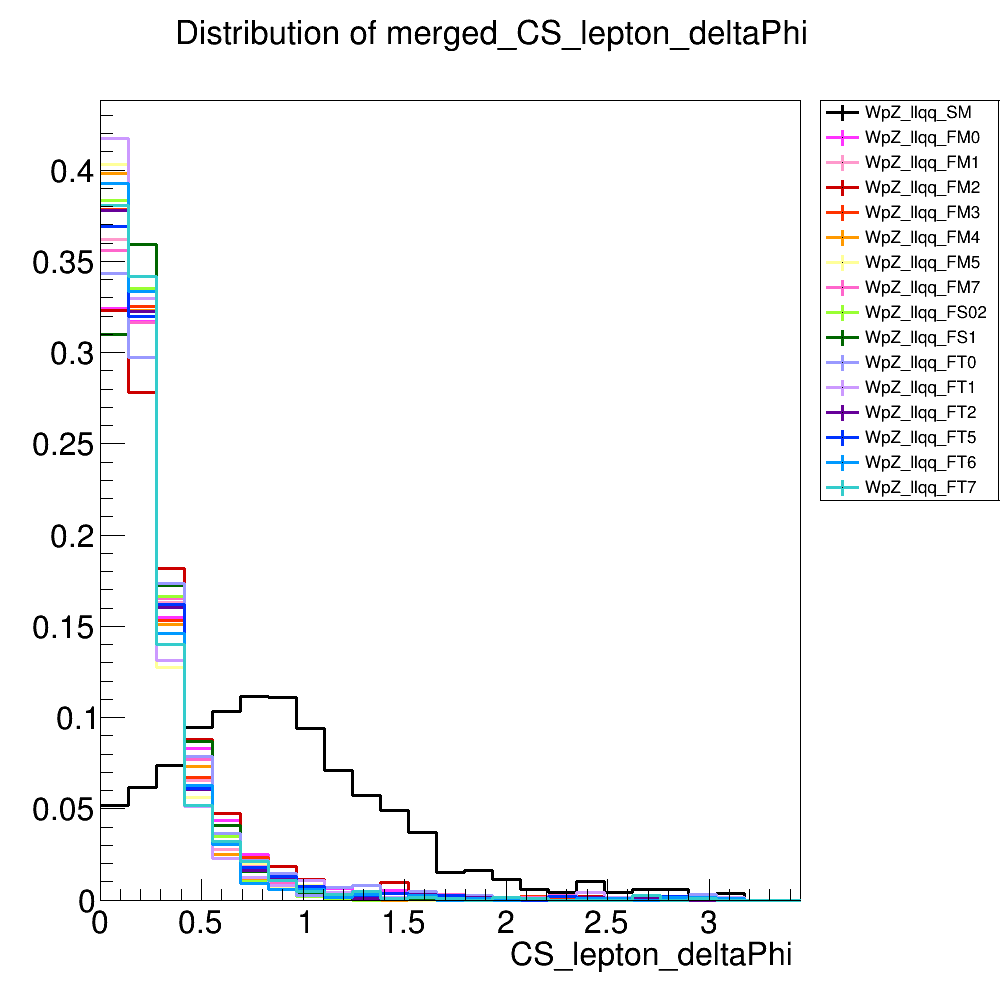 Distribution of merged_CS_lepton_deltaPhi
0.4
0.35
0.3
0.25
0.2
0.15
0.1
0.05
0
0 0.5 1 1.5 2 2.5 3
CS_lepton_deltaPhi
WpZ_llqq_SM
WpZ_llqq_FM0
WpZ_llqq_FM1
WpZ_llqq_FM2
WpZ_llqq_FM3
WpZ_llqq_FM4
WpZ_llqq_FM5
WpZ_llqq_FM7
WpZ_llqq_FS02
WpZ_llqq_FS1
WpZ_llqq_FT0
WpZ_llqq_FT1
WpZ_llqq_FT2
WpZ_llqq_FT5
WpZ_llqq_FT6
WpZ_llqq_FT7